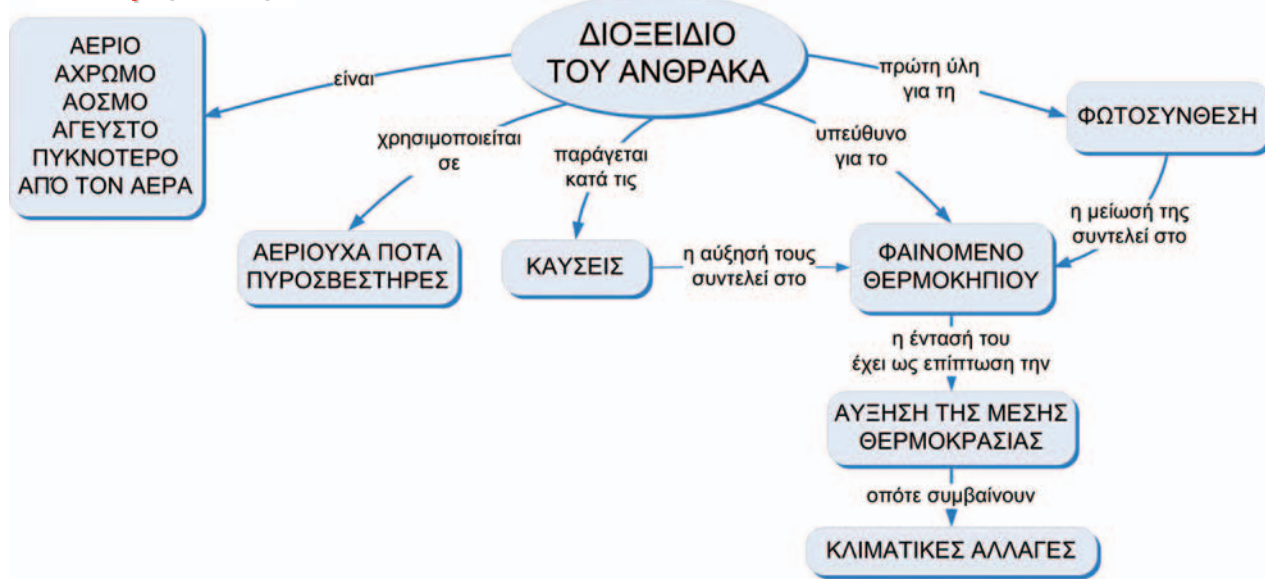 ΔΙΟΞΕΙΔΙΟ
ΤΟΥ ΑΝΘΡΑΚΑ
είναι
ΑΕΡΙΟ
ΑΧΡΩΜΟ
ΑΟΣΜΟ
ΑΓΕΥΣΤΟ
ΠΥΚΝΟΤΕΡΟ
ΑΠΌ ΤΟΝ ΑΕΡΑ
χρησιμοποιείται
σε
ΑΕΡΙΟΥΧΑ ΠΟΤΑ
ΠΥΡΟΣΒΕΣΤΗΡΕΣ
παράγεται
κατά τις
ΚΑΥΣΕΙΣ
η αύξησή τους
συντελεί στο
υπεύθυνο
για το
ΦΑΙΝΟΜΕΝΟ
ΘΕΡΜΟΚΗΠΙΟΥ
πρώτη ύλη
για τη
ΦΩΤΟΣΥΝΘΕΣΗ
η μείωσή της
συντελεί στο
η έντασή του
έχει ως επίπτωση την
ΑΥΞΗΣΗ ΤΗΣ ΜΕΣΗΣ
ΘΕΡΜΟΚΡΑΣΙΑΣ
οπότε συμβαίνουν
ΚΛΙΜΑΤΙΚΕΣ ΑΛΛΑΓΕΣ